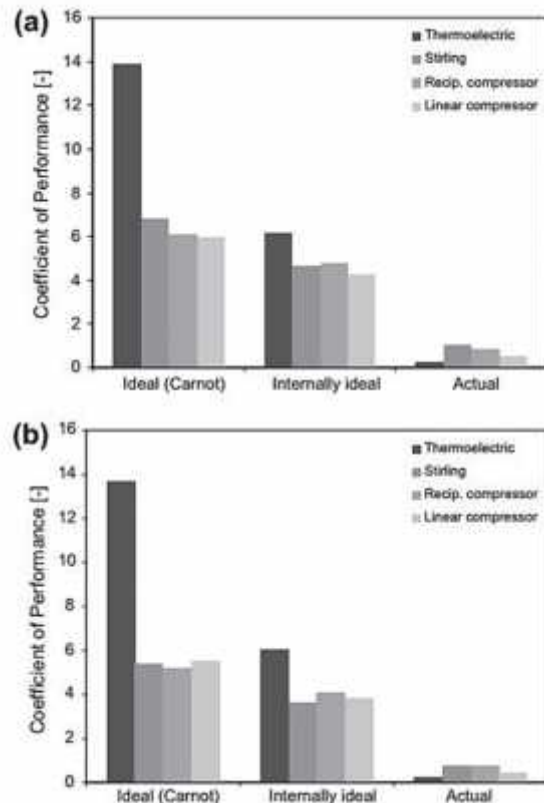 (a)
16
14
12
10
8
6
4
2
0
Coefficient of Performance [-]
Thermoelectric
Stirling
Recip. compressor
Linear compressor
Ideal (Carnot) Internally ideal Actual
(b)
16
14
12
10
8
6
4
2
0
Coefficient of Performance [-]
Thermoelectric
Stirling
Recip. compressor
Linear compressor
Ideal (Carnot) Internally ideal Actual